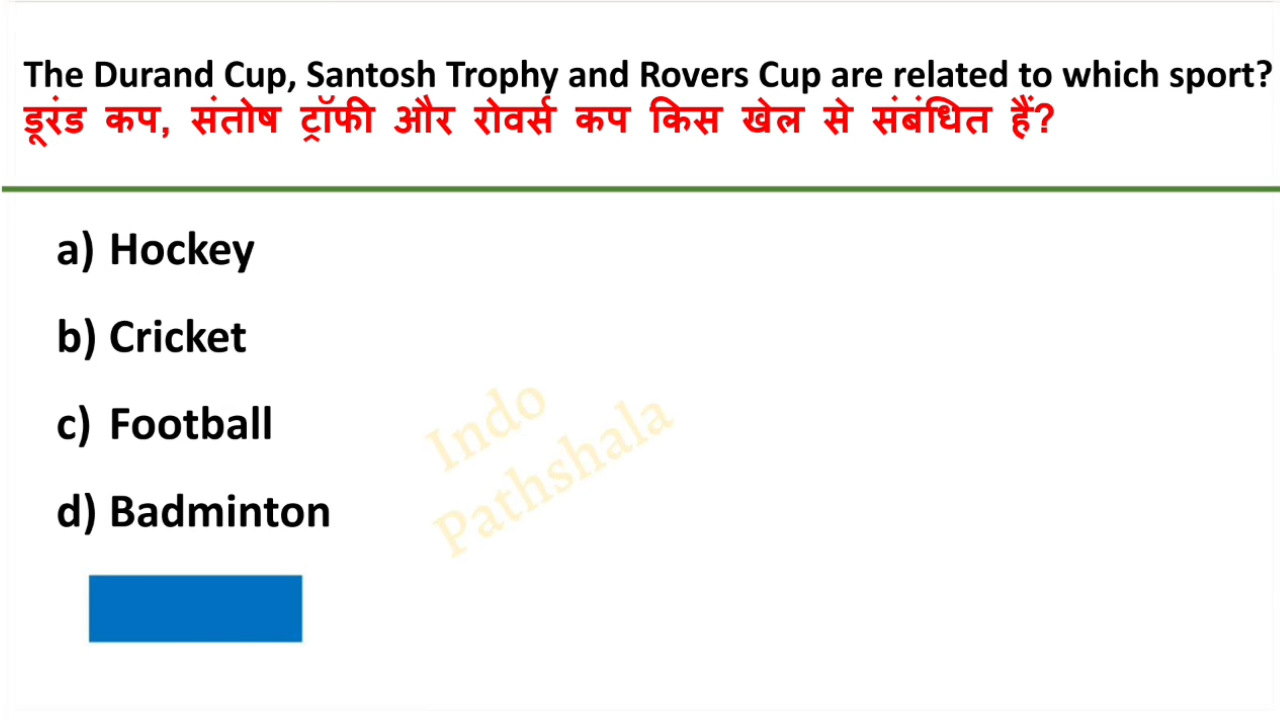 The Durand Cup, Santosh Trophy and Rovers Cup are related to which sport?
डूरंड कप, संतोष ट्रॉफी और रोवर्स कप किस खेल से संबंधित हैं?
a) Hockey
b) Cricket
c) Football
d) Badminton
Indo
Pathshala